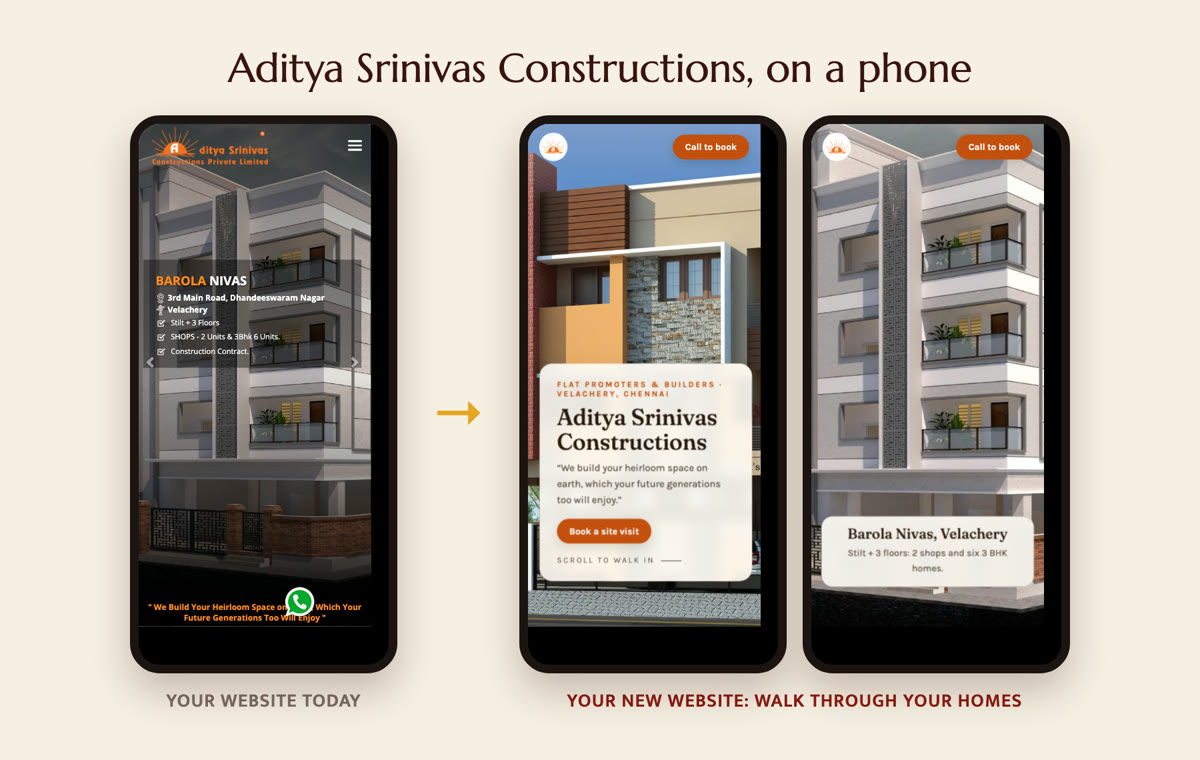 Aditya Srinivas Constructions, on a phone
A ditya Srinivas
Constructions Private Limited
BAROLA NIVAS
3rd Main Road, Dhandeeswaram Nagar
Velachery
Stilt + 3 Floors
SHOPS - 2 Units & 3Bhk 6 Units.
Construction Contract.
" We Build Your Heirloom Space on Which Your
Future Generations Too Will Enjoy "
YOUR WEBSITE TODAY
A
Call to book
FLAT PROMOTERS & BUILDERS ·
VELACHERY, CHENNAI
Aditya Srinivas
Constructions
“We build your heirloom space on
earth, which your future generations
too will enjoy.”
Book a site visit
SCROLL TO WALK IN
A
Call to book
Barola Nivas, Velachery
Stilt + 3 floors: 2 shops and six 3 BHK
homes.
YOUR NEW WEBSITE: WALK THROUGH YOUR HOMES